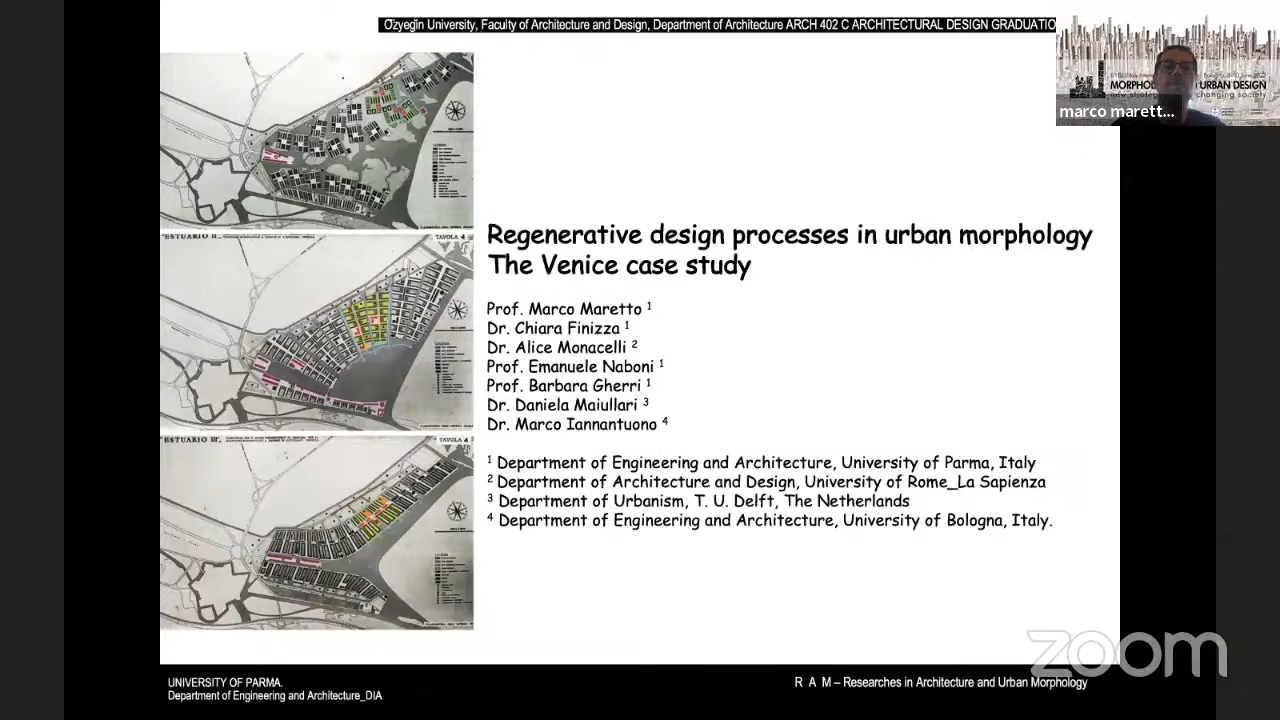 Özyeğin University, Faculty of Architecture and Design, Department of Architecture ARCH 402 C ARCHITECTURAL DESIGN GRADUATIO
MORPHO
URBAN DESIGN
changing society
marco marett...
ESTUARIO II.
TAVOLA 4
ESTUARIO III.
TAVOLA 4
Regenerative design processes in urban morphology
The Venice case study
Prof. Marco Maretto ¹
Dr. Chiara Finizza ¹
Dr. Alice Monacelli ²
Prof. Emanuele Naboni ¹
Prof. Barbara Gherri ¹
Dr. Daniela Maiullari ³
Dr. Marco Iannantuono ⁴
¹ Department of Engineering and Architecture, University of Parma, Italy
² Department of Architecture and Design, University of Rome_La Sapienza
³ Department of Urbanism, T. U. Delft, The Netherlands
⁴ Department of Engineering and Architecture, University of Bologna, Italy.
zoom
UNIVERSITY OF PARMA.
Department of Engineering and Architecture_DIA
R A M – Researches in Architecture and Urban Morphology